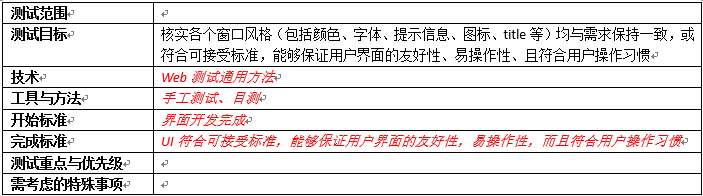 测试范围
测试目标 核实各个窗口风格（包括颜色、字体、提示信息、图标、title 等）均与需求保持一致，或
符合可接受标准，能够保证用户界面的友好性、易操作性、且符合用户操作习惯
技术 Web 测试通用方法
工具与方法 手工测试、目测
开始标准 界面开发完成
完成标准 UI 符合可接受标准，能够保证用户界面的友好性，易操作性，而且符合用户操作习惯
测试重点与优先级
需考虑的特殊事项